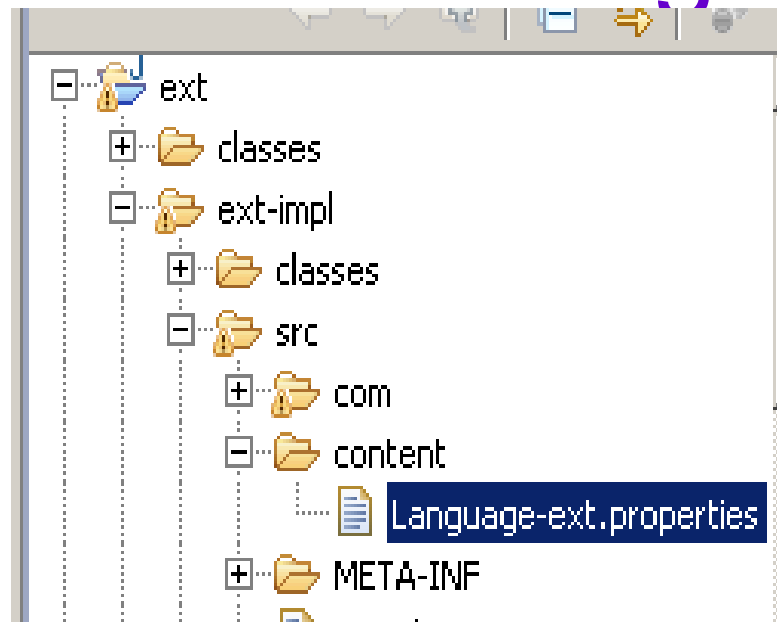 ext
classes
ext-impl
classes
src
com
content
Language-ext.properties
META-INF